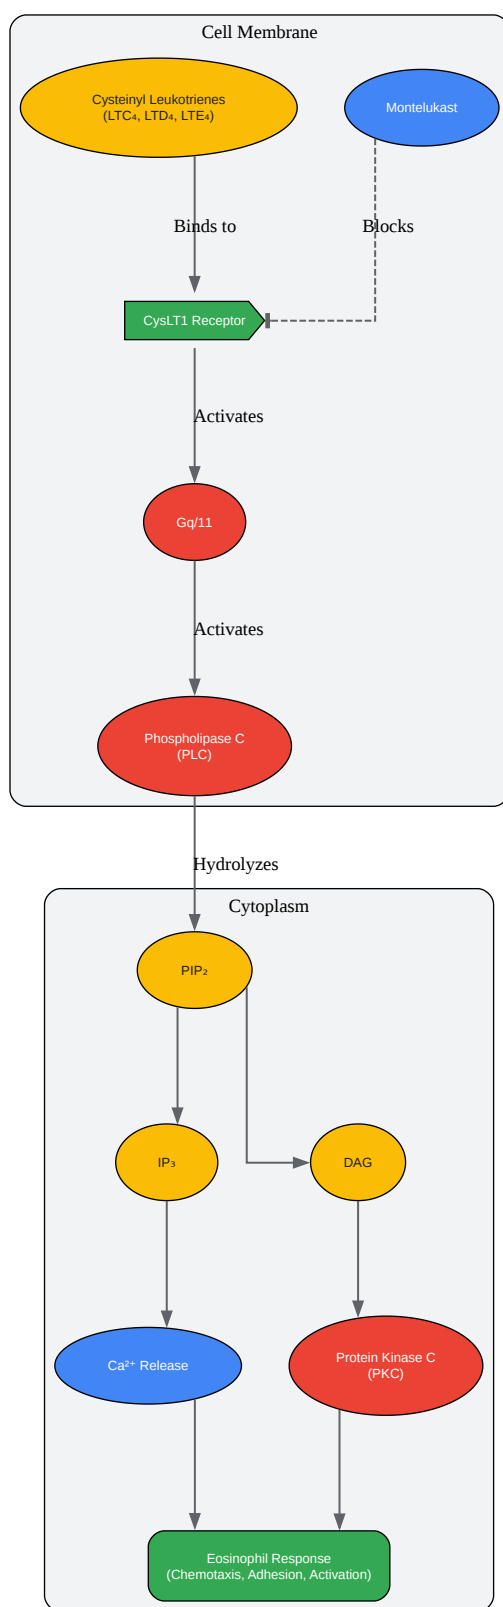 Cell Membrane
Cysteinyl Leukotrienes
(LTC₄, LTD₄, LTE₄)
Montelukast
Binds to
Blocks
CysLT1 Receptor
Activates
Gq/11
Activates
Phospholipase C
(PLC)
Hydrolyzes
Cytoplasm
PIP₂
IP₃
DAG
Ca²⁺ Release
Protein Kinase C
(PKC)
Eosinophil Response
(Chemotaxis, Adhesion, Activation)